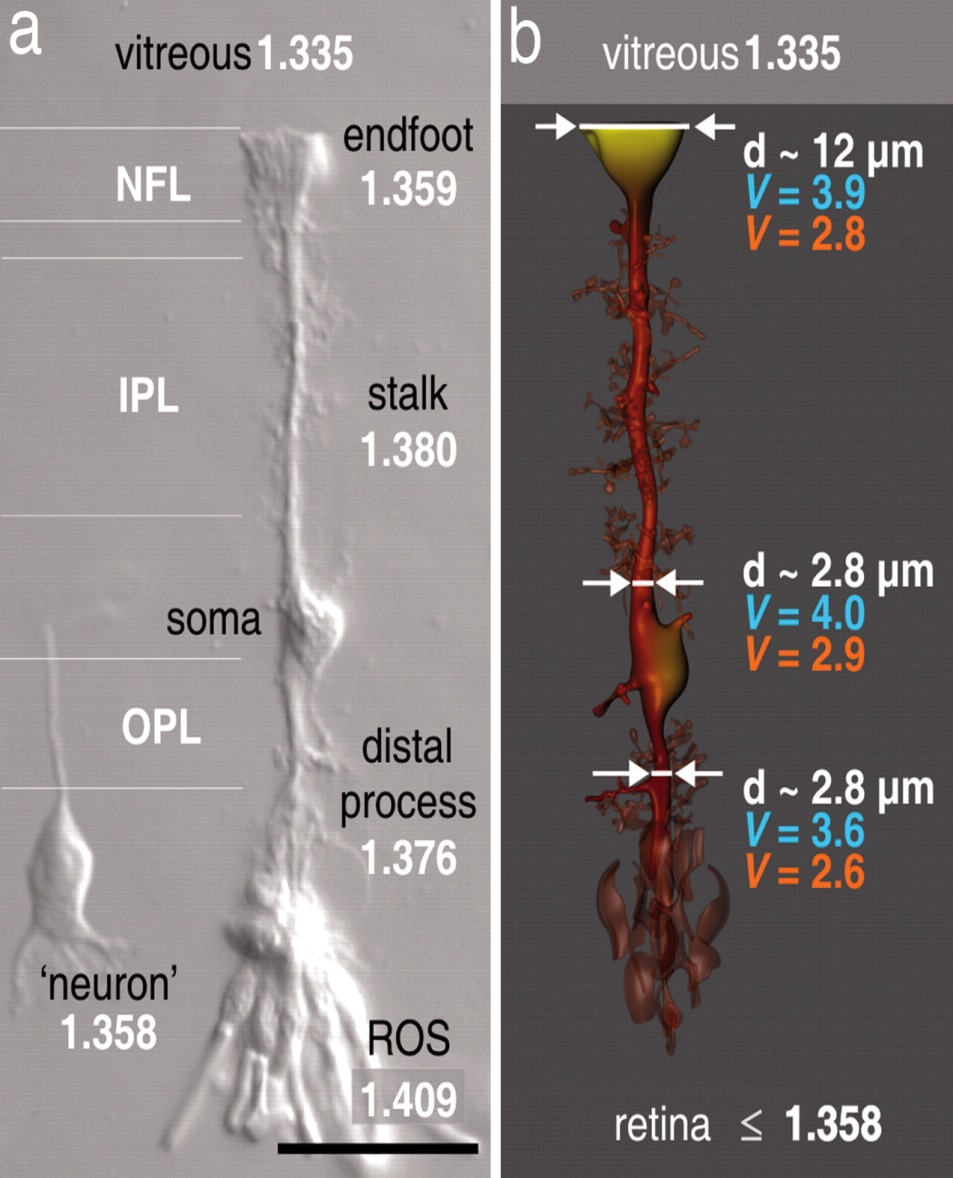 a
vitreous 1.335
endfoot
1.359
NFL
IPL
stalk
1.380
soma
OPL
distal
process
1.376
'neuron'
1.358
ROS
1.409
b
vitreous 1.335
d ~ 12 µm
V = 3.9
V = 2.8
d ~ 2.8 µm
V = 4.0
V = 2.9
d ~ 2.8 µm
V = 3.6
V = 2.6
retina ≤ 1.358